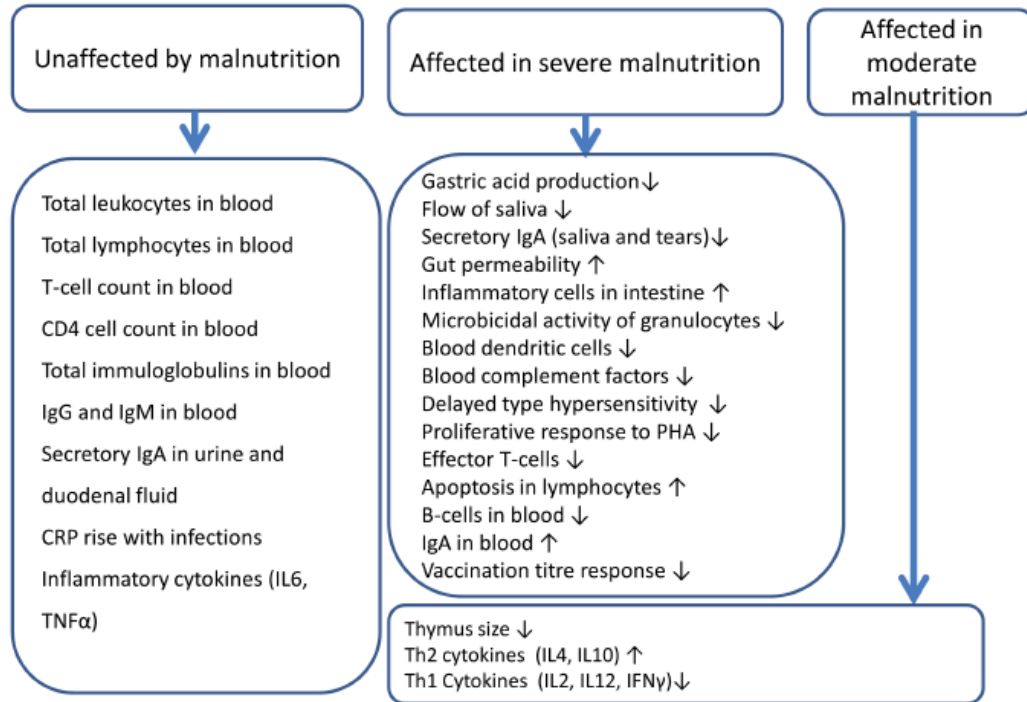 Unaffected by malnutrition
Total leukocytes in blood
Total lymphocytes in blood
T-cell count in blood
CD4 cell count in blood
Total immuloglobulins in blood
IgG and IgM in blood
Secretory IgA in urine and
duodenal fluid
CRP rise with infections
Inflammatory cytokines (IL6,
TNFα)
Affected in severe malnutrition
Gastric acid production↓
Flow of saliva ↓
Secretory IgA (saliva and tears)↓
Gut permeability ↑
Inflammatory cells in intestine ↑
Microbicidal activity of granulocytes ↓
Blood dendritic cells ↓
Blood complement factors ↓
Delayed type hypersensitivity ↓
Proliferative response to PHA ↓
Effector T-cells ↓
Apoptosis in lymphocytes ↑
B-cells in blood ↓
IgA in blood ↑
Vaccination titre response ↓
Affected in
moderate
malnutrition
Thymus size ↓
Th2 cytokines (IL4, IL10) ↑
Th1 Cytokines (IL2, IL12, IFNγ)↓